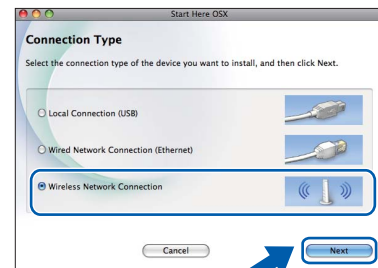 Start Here OSX
Connection Type
Select the connection type of the device you want to install, and then click Next.
Local Connection (USB)
Wired Network Connection (Ethernet)
Wireless Network Connection
Cancel
Next